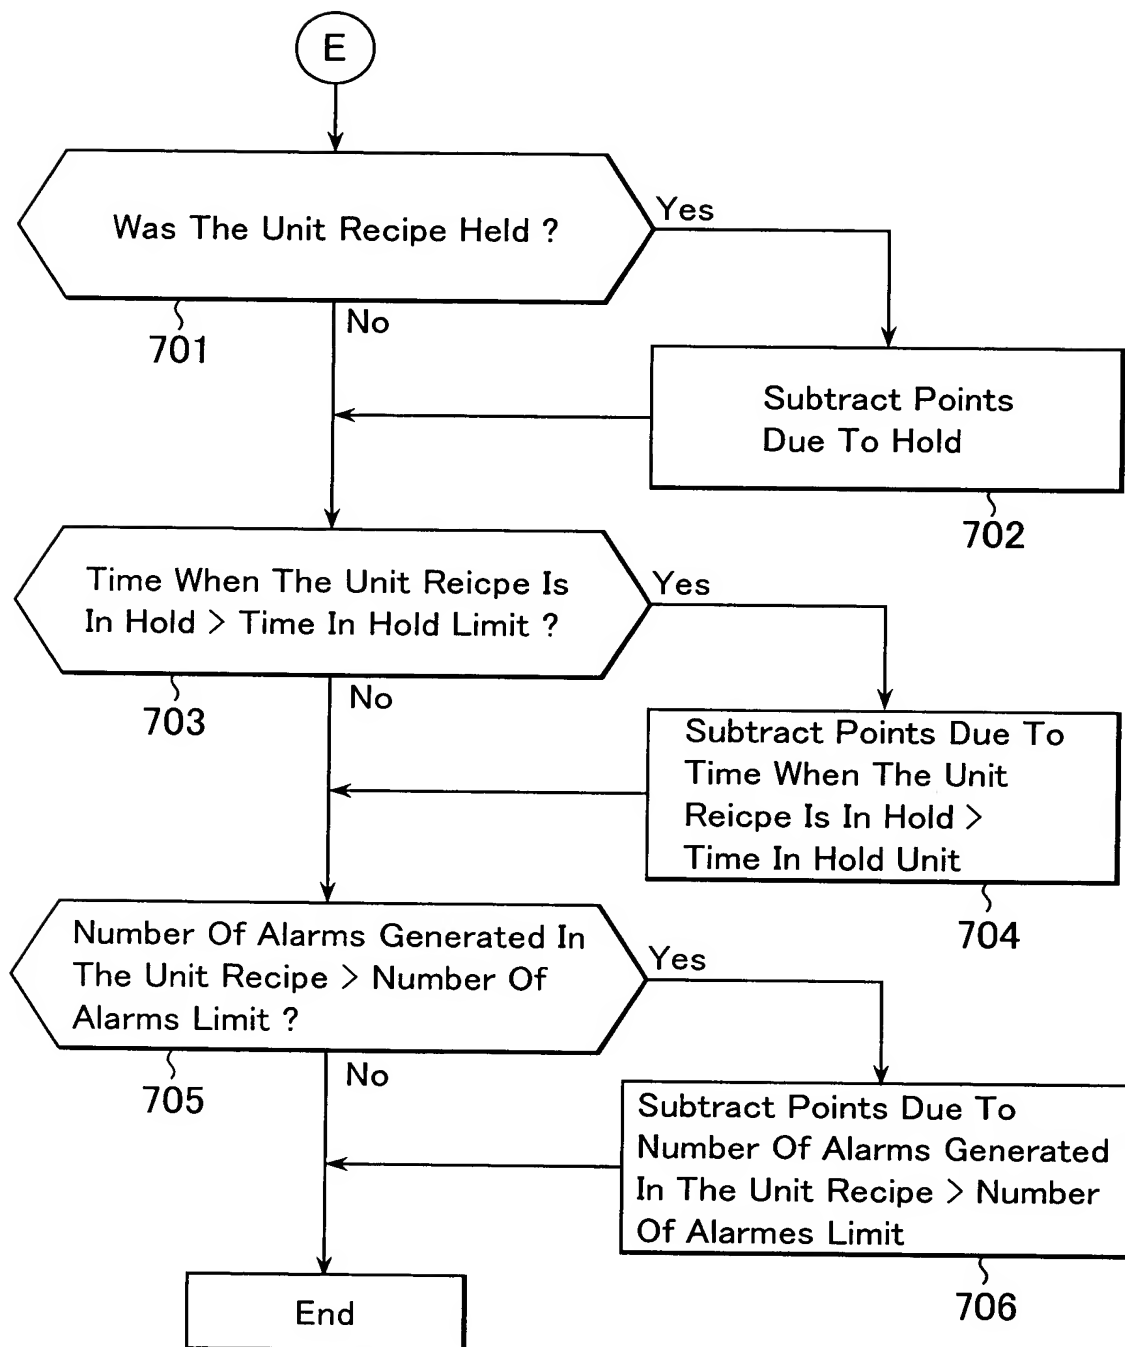 E
Was The Unit Recipe Held ?
Yes
No
701
Subtract Points
Due To Hold
702
Time When The Unit Reicpe Is
In Hold > Time In Hold Limit ?
Yes
No
703
Subtract Points Due To
Time When The Unit
Reicpe Is In Hold >
Time In Hold Unit
704
Number Of Alarms Generated In
The Unit Recipe > Number Of
Alarms Limit ?
Yes
No
705
Subtract Points Due To
Number Of Alarms Generated
In The Unit Recipe > Number
Of Alarmes Limit
706
End